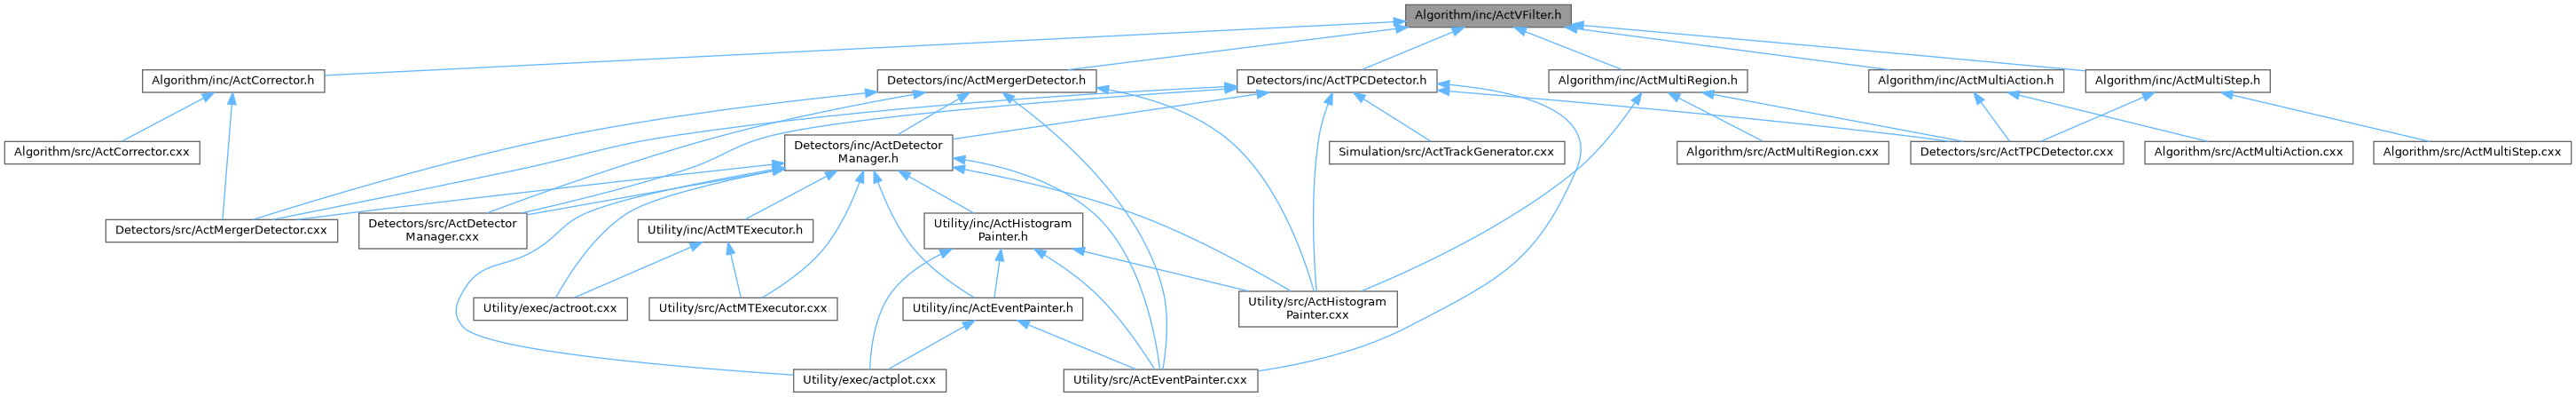 Algorithm/inc/ActVFilter.h
Algorithm/inc/ActCorrector.h
Detectors/inc/ActMergerDetector.h
Detectors/inc/ActTPCDetector.h
Algorithm/inc/ActMultiRegion.h
Algorithm/inc/ActMultiAction.h
Algorithm/inc/ActMultiStep.h
Algorithm/src/ActCorrector.cxx
Detectors/inc/ActDetector
Manager.h
Simulation/src/ActTrackGenerator.cxx
Algorithm/src/ActMultiRegion.cxx
Detectors/src/ActTPCDetector.cxx
Algorithm/src/ActMultiAction.cxx
Algorithm/src/ActMultiStep.cxx
Detectors/src/ActMergerDetector.cxx
Detectors/src/ActDetector
Manager.cxx
Utility/inc/ActMTExecutor.h
Utility/inc/ActHistogram
Painter.h
Utility/exec/actroot.cxx
Utility/src/ActMTExecutor.cxx
Utility/inc/ActEventPainter.h
Utility/src/ActHistogram
Painter.cxx
Utility/exec/actplot.cxx
Utility/src/ActEventPainter.cxx